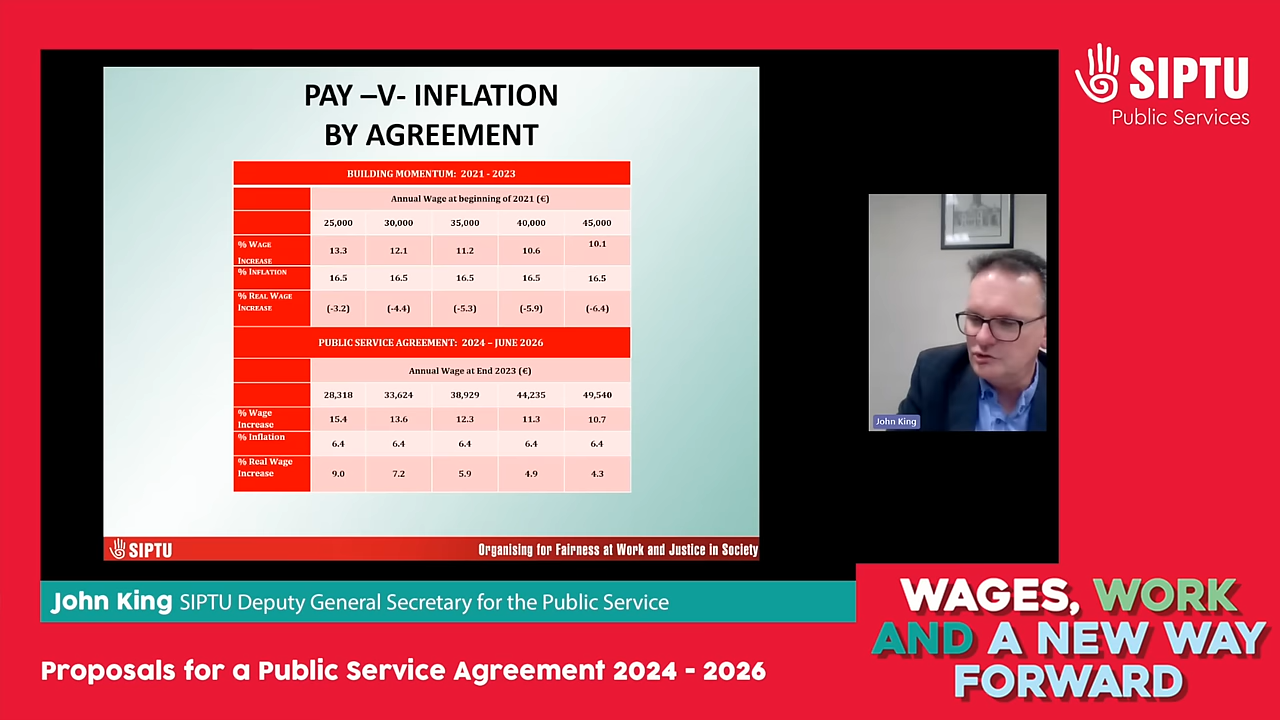 SIPTU
Public Services
PAY –V- INFLATION
BY AGREEMENT
BUILDING MOMENTUM: 2021 - 2023
Annual Wage at beginning of 2021 (€)
25,000 30,000 35,000 40,000 45,000
% WAGE INCREASE 13.3 12.1 11.2 10.6 10.1
% INFLATION 16.5 16.5 16.5 16.5 16.5
% REAL WAGE INCREASE (-3.2) (-4.4) (-5.3) (-5.9) (-6.4)
PUBLIC SERVICE AGREEMENT: 2024 – JUNE 2026
Annual Wage at End 2023 (€)
28,318 33,624 38,929 44,235 49,540
% Wage Increase 15.4 13.6 12.3 11.3 10.7
% Inflation 6.4 6.4 6.4 6.4 6.4
% Real Wage Increase 9.0 7.2 5.9 4.9 4.3
SIPTU
Organising for Fairness at Work and Justice in Society
John King
John King SIPTU Deputy General Secretary for the Public Service
Proposals for a Public Service Agreement 2024 - 2026
WAGES, WORK
AND A NEW WAY
FORWARD